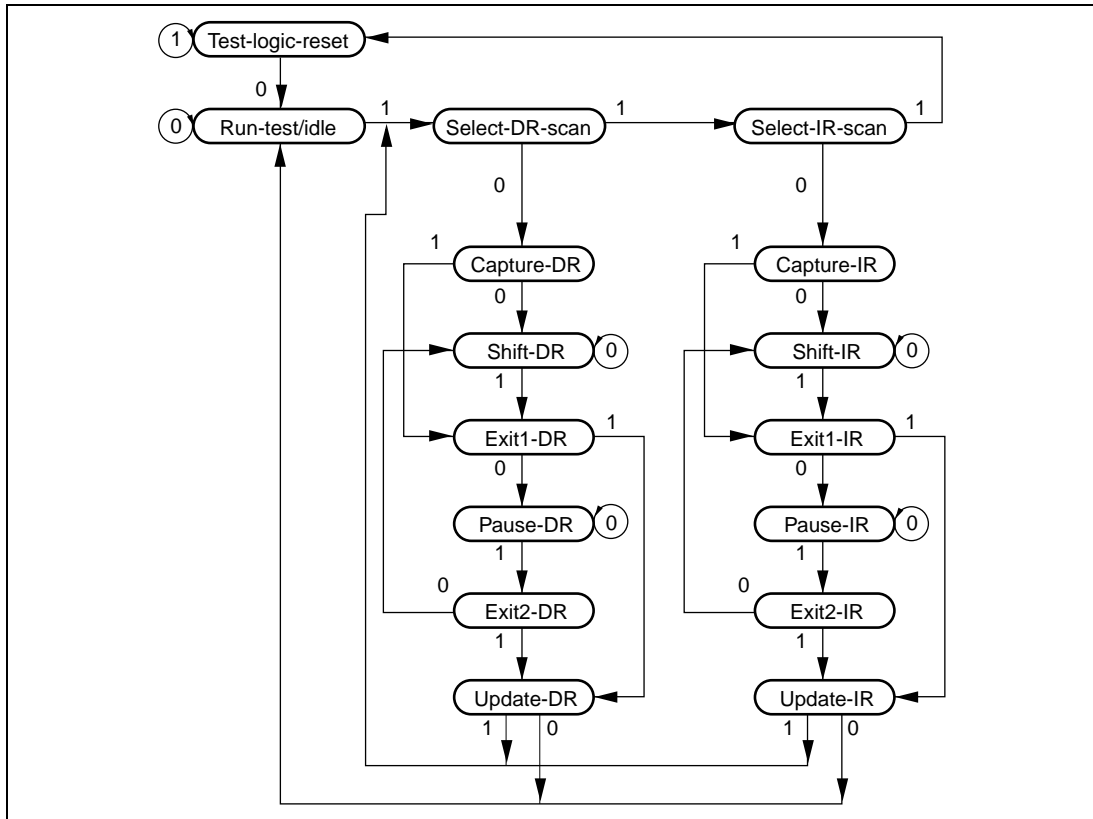 1 Test-logic-reset
0
0 Run-test/idle 1 Select-DR-scan 1 Select-IR-scan 1
0 0
1 1
Capture-DR Capture-IR
0 0
Shift-DR 0 Shift-IR 0
1 1
Exit1-DR 1 Exit1-IR 1
0 0
Pause-DR 0 Pause-IR 0
1 1
0 0
Exit2-DR Exit2-IR
1 1
Update-DR Update-IR
1 0 1 0